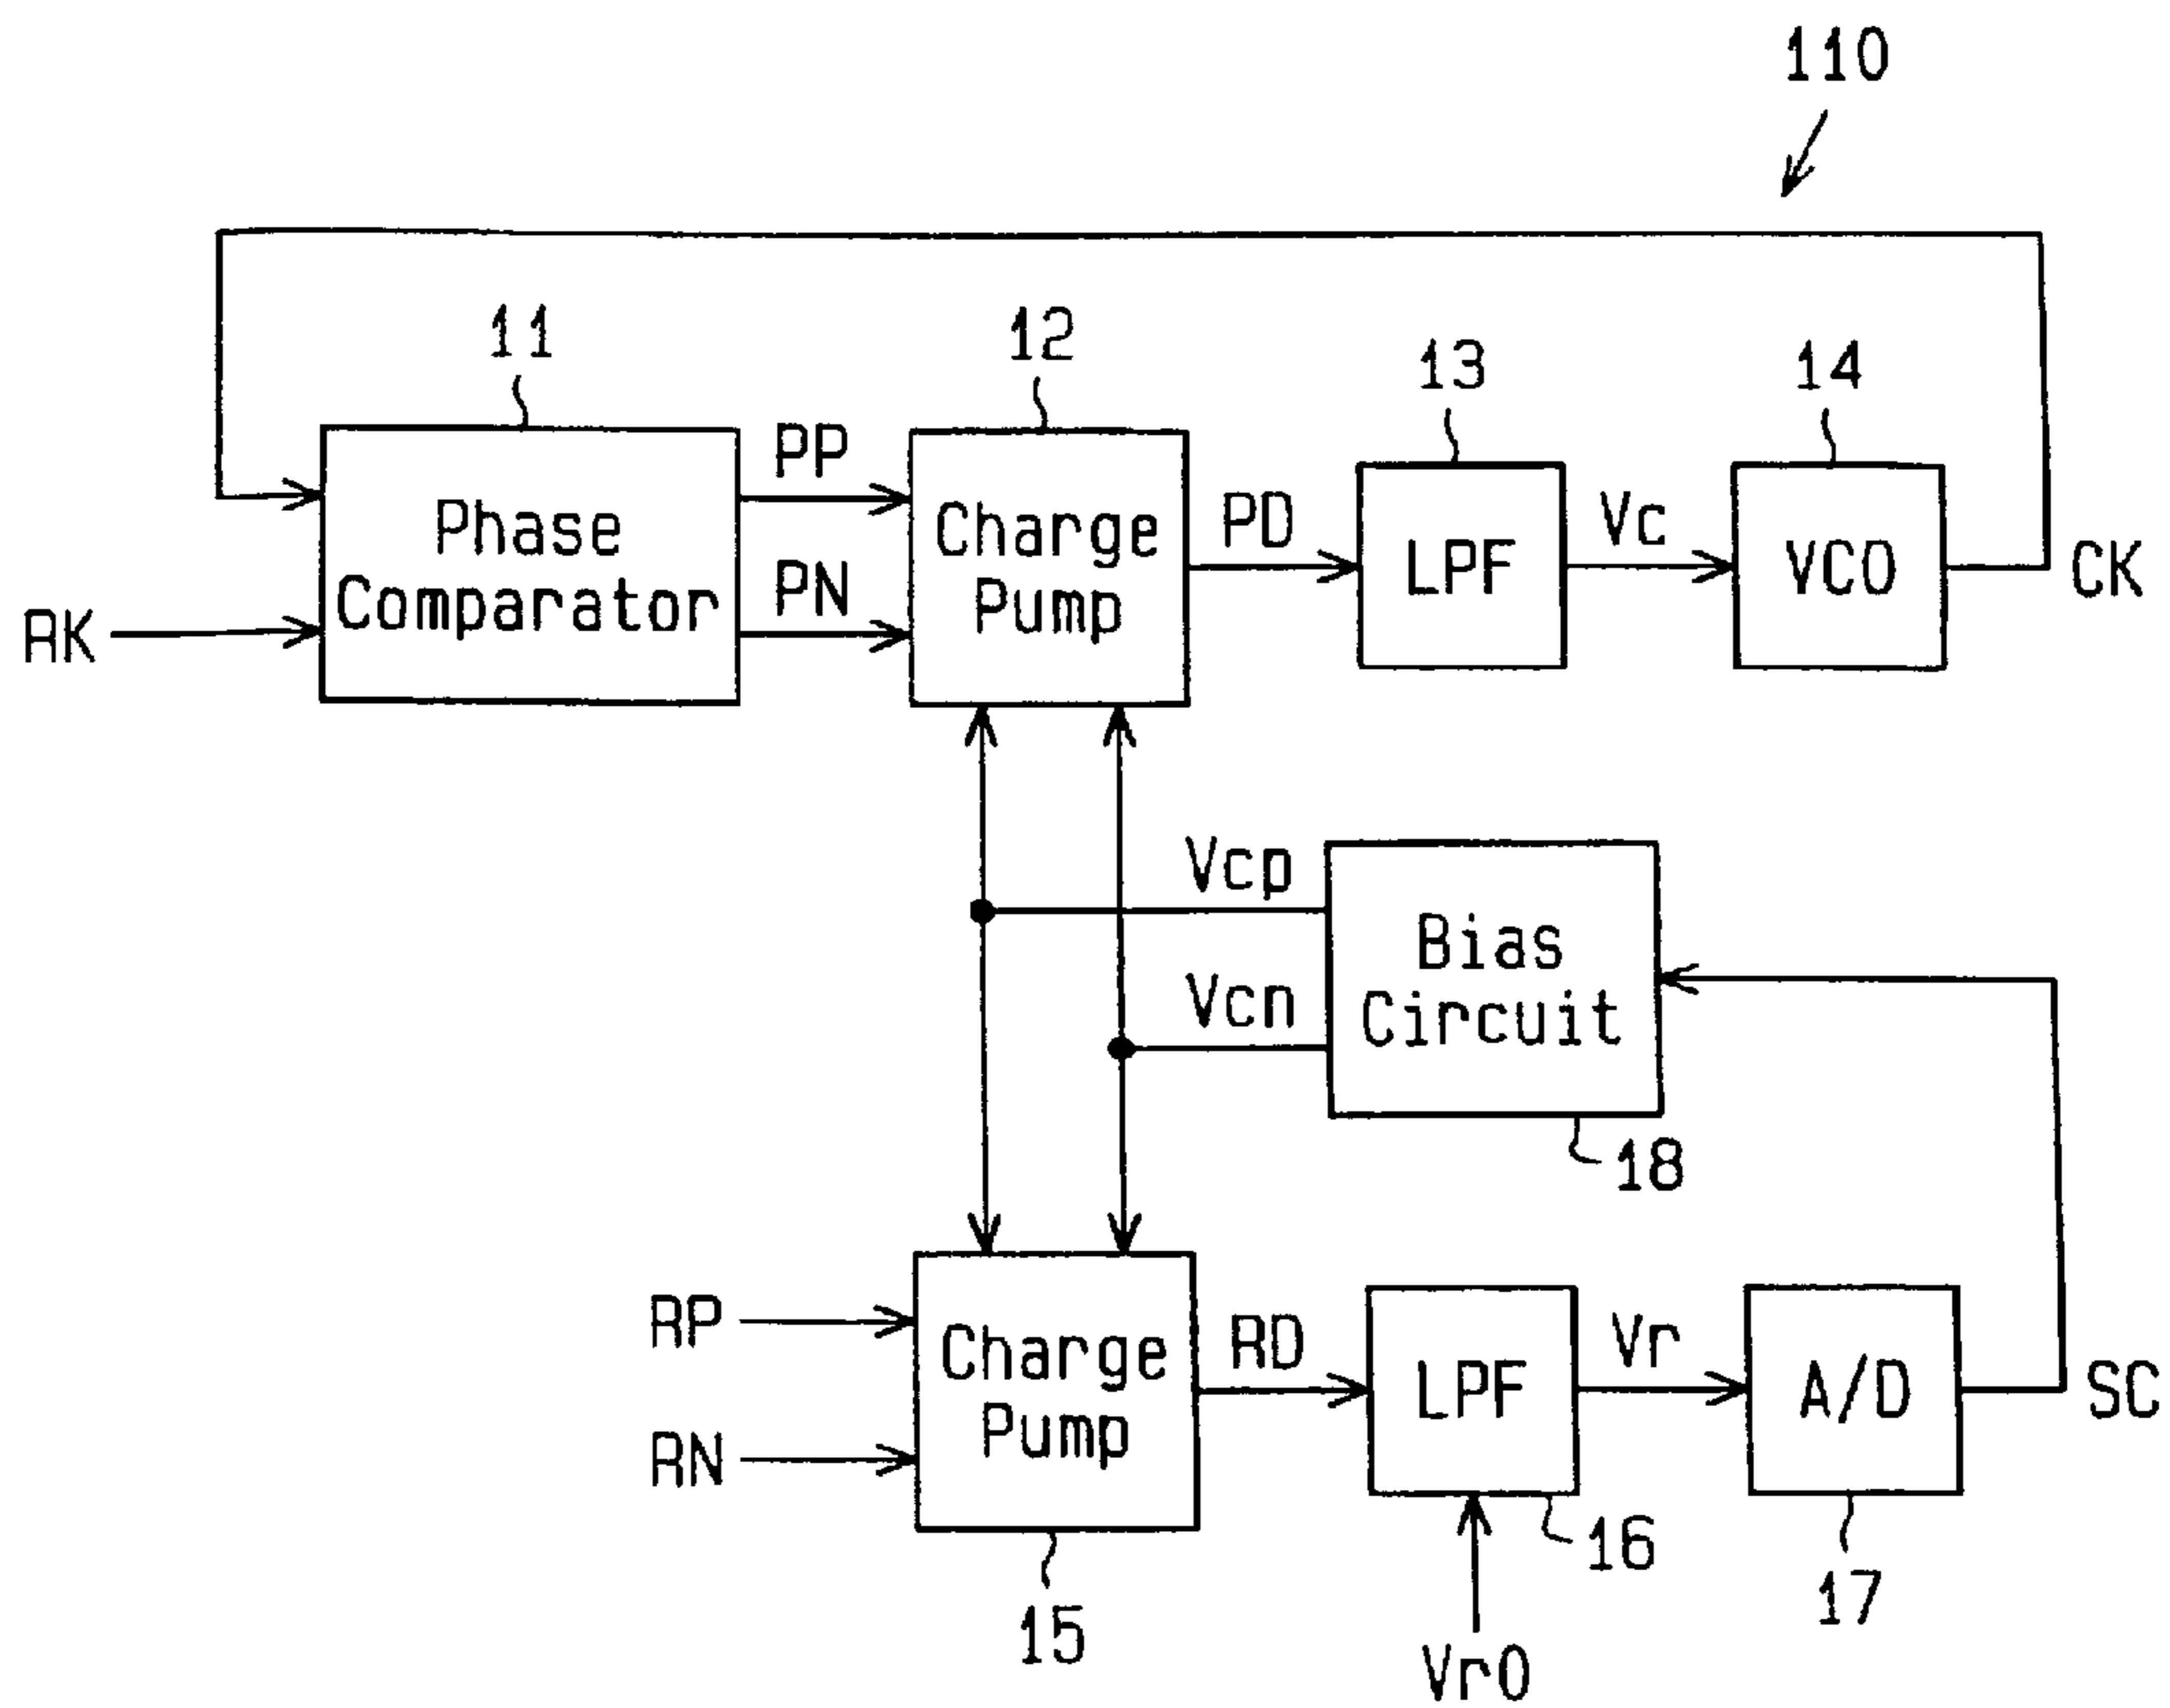 110
11
12
13
14
PP
PN
Phase
Comparator
Charge
Pump
PD
LPF
Vc
VCO
CK
RK
Vcp
Vcn
Bias
Circuit
18
RP
RN
Charge
Pump
RD
LPF
Vr
A/D
SC
15
16
17
Vr0